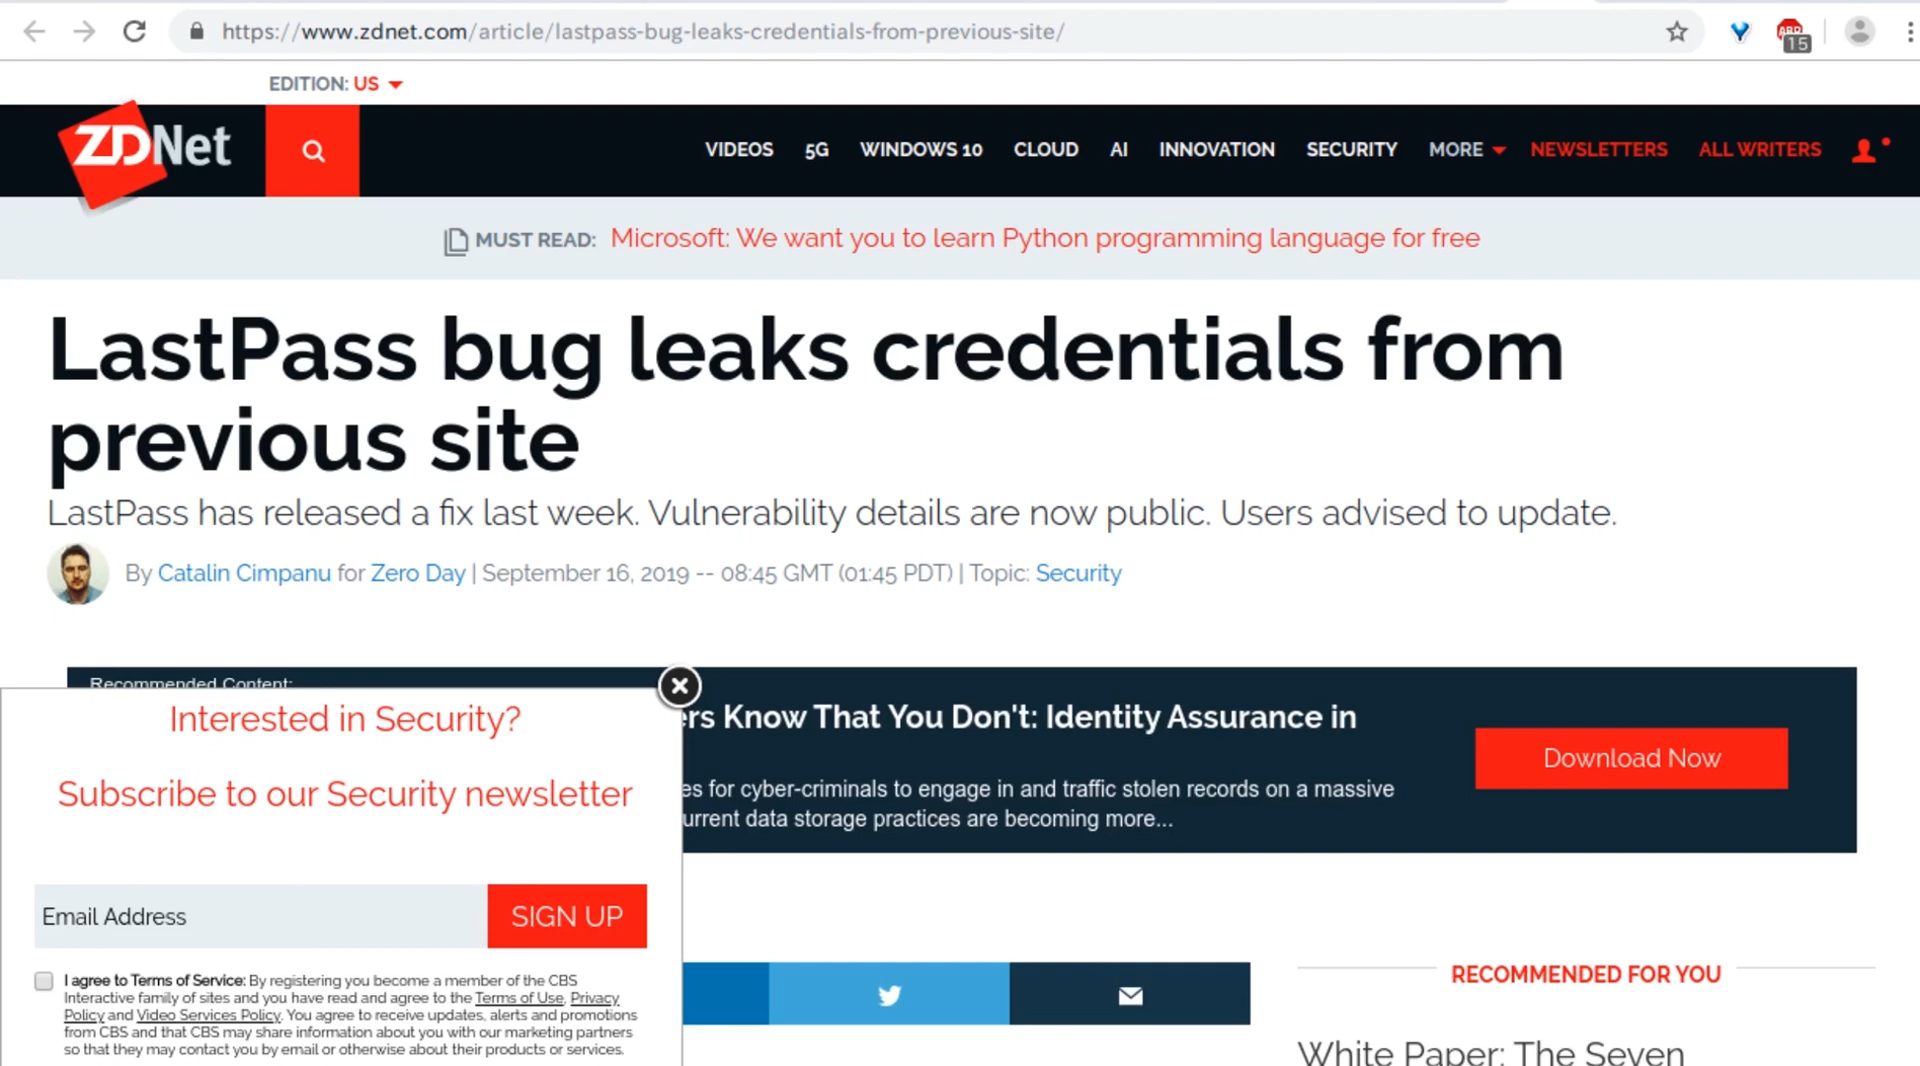 https://www.zdnet.com/article/lastpass-bug-leaks-credentials-from-previous-site/
ABP
15
EDITION: US
ZDNet
VIDEOS 5G WINDOWS 10 CLOUD AI INNOVATION SECURITY MORE NEWSLETTERS ALL WRITERS
MUST READ: Microsoft: We want you to learn Python programming language for free
LastPass bug leaks credentials from
previous site
LastPass has released a fix last week. Vulnerability details are now public. Users advised to update.
By Catalin Cimpanu for Zero Day | September 16, 2019 -- 08:45 GMT (01:45 PDT) | Topic: Security
Recommended Content:
ers Know That You Don't: Identity Assurance in
es for cyber-criminals to engage in and traffic stolen records on a massive
urrent data storage practices are becoming more...
Download Now
Interested in Security?
Subscribe to our Security newsletter
Email Address
SIGN UP
I agree to Terms of Service: By registering you become a member of the CBS
Interactive family of sites and you have read and agree to the Terms of Use, Privacy
Policy and Video Services Policy. You agree to receive updates, alerts and promotions
from CBS and that CBS may share information about you with our marketing partners
so that they may contact you by email or otherwise about their products or services.
RECOMMENDED FOR YOU
White Paper: The Seven